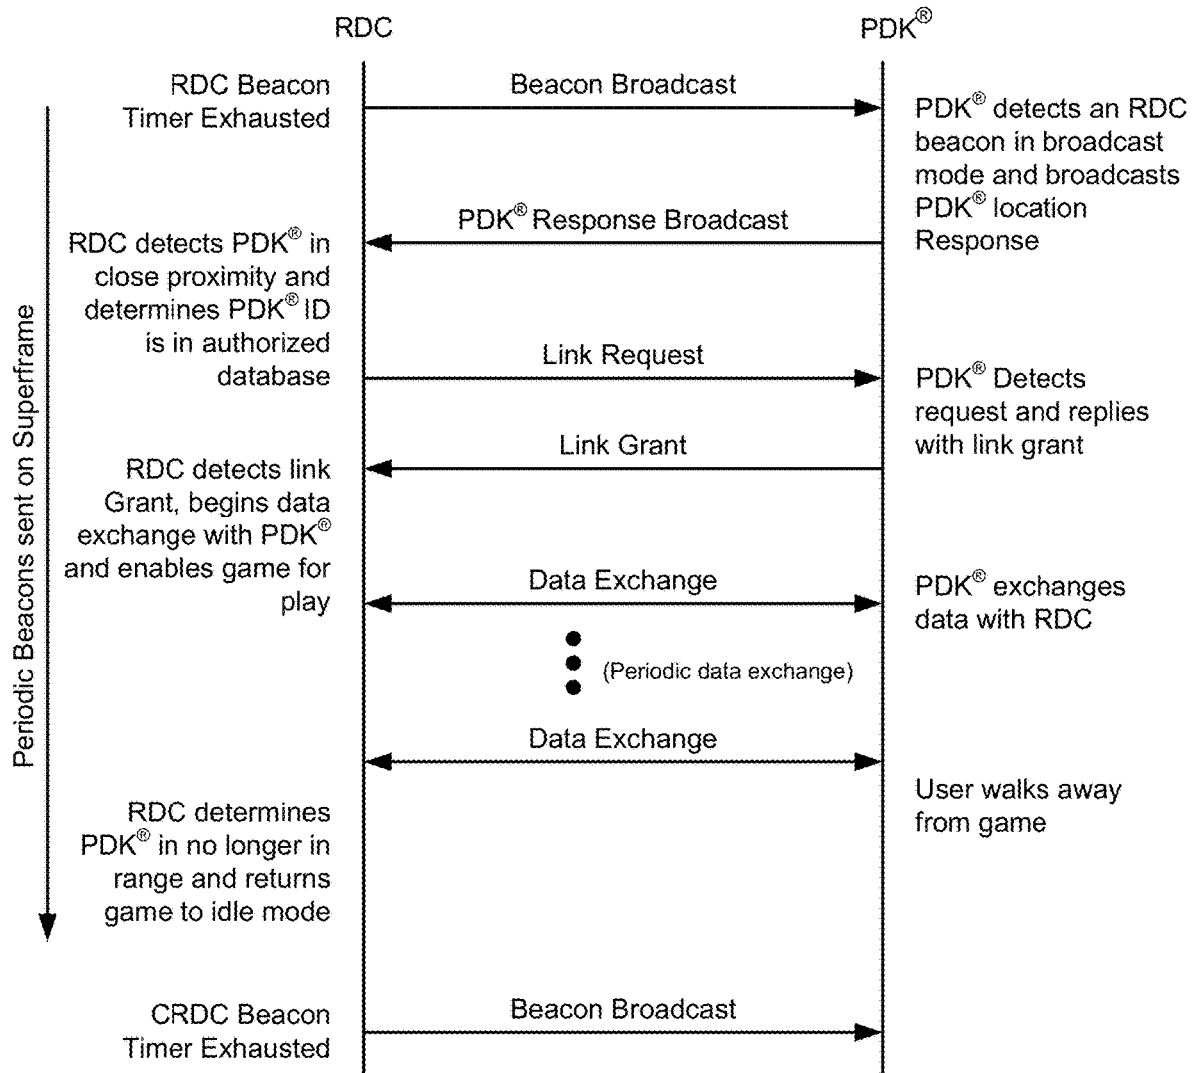 RDC
PDK®
RDC Beacon
Timer Exhausted
Beacon Broadcast
PDK® detects an RDC
beacon in broadcast
mode and broadcasts
PDK® location
Response
PDK® Response Broadcast
RDC detects PDK® in
close proximity and
determines PDK® ID
is in authorized
database
Link Request
PDK® Detects
request and replies
with link grant
Link Grant
RDC detects link
Grant, begins data
exchange with PDK®
and enables game for
play
Data Exchange
PDK® exchanges
data with RDC
(Periodic data exchange)
Data Exchange
User walks away
from game
RDC determines
PDK® in no longer in
range and returns
game to idle mode
Periodic Beacons sent on Superframe
CRDC Beacon
Timer Exhausted
Beacon Broadcast